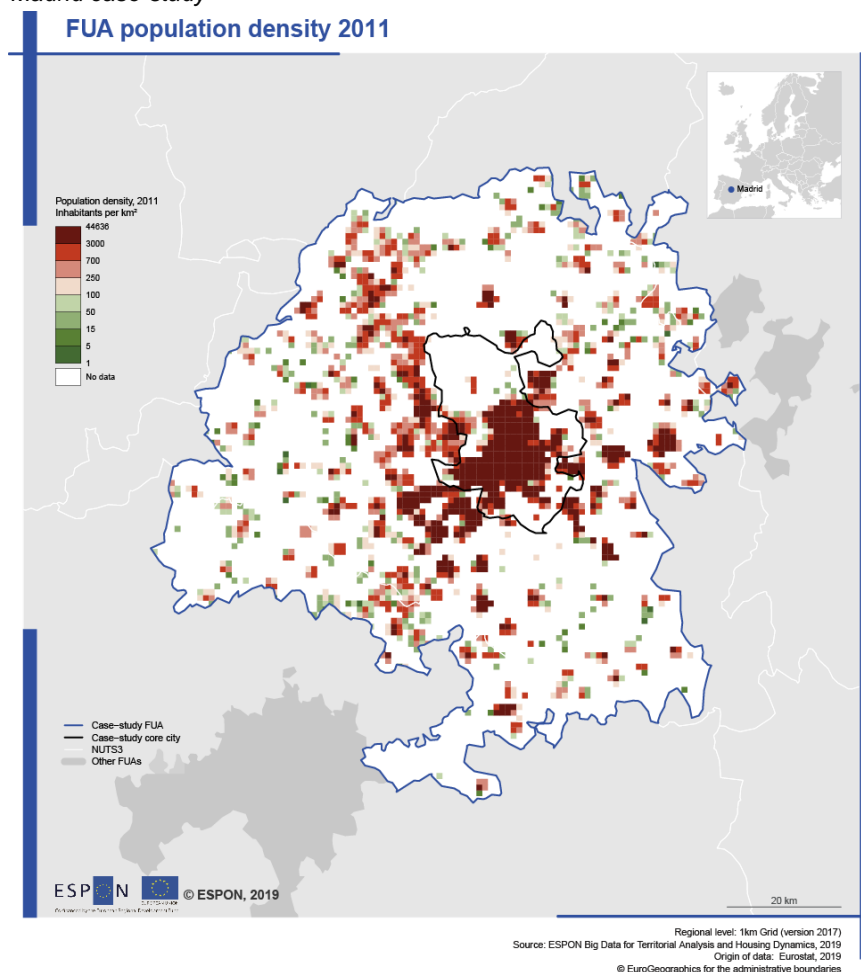 Madrid case study
FUA population density 2011
Madrid
Population density, 2011
Inhabitants per km²
44636
3000
700
250
100
50
15
5
1
No data
Case–study FUA
Case–study core city
NUTS3
Other FUAs
ESPON
© ESPON, 2019
20 km
Regional level: 1km Grid (version 2017)
Source: ESPON Big Data for Territorial Analysis and Housing Dynamics, 2019
Origin of data: Eurostat, 2019
© EuroGeographics for the administrative boundaries